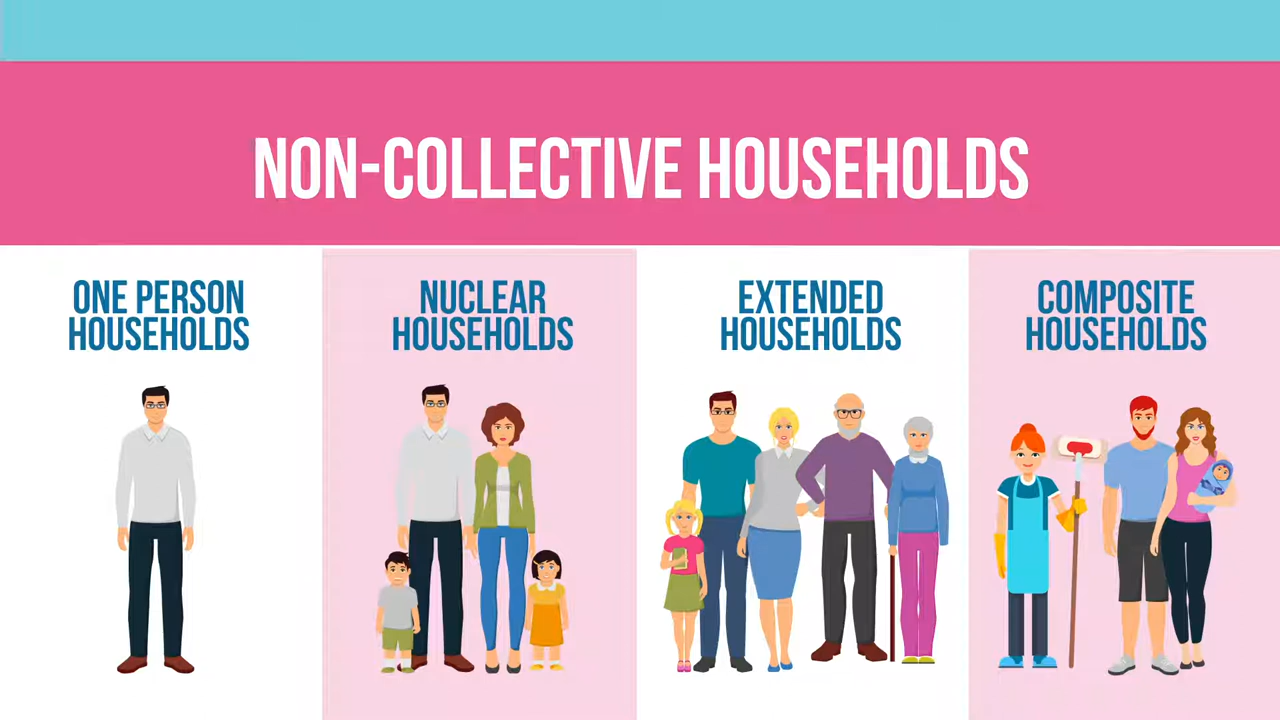 NON-COLLECTIVE HOUSEHOLDS
ONE PERSON
HOUSEHOLDS
NUCLEAR
HOUSEHOLDS
EXTENDED
HOUSEHOLDS
COMPOSITE
HOUSEHOLDS